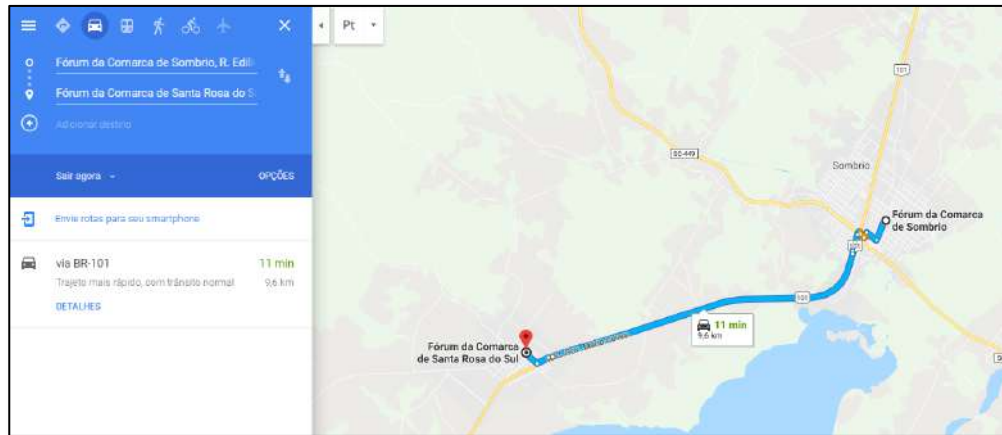 Fórum da Comarca de Sombrio, R. Edil
Fórum da Comarca de Santa Rosa do S
Adicionar destino
Sair agora
OPÇÕES
Envie rotas para seu smartphone
via BR-101
11 min
Trajeto mais rápido, com trânsito normal
9,6 km
DETALHES
Pt
101
SC-449
Sombrio
Fórum da Comarca
de Sombrio
101
101
11 min
9,6 km
Fórum da Comarca
de Santa Rosa do Sul